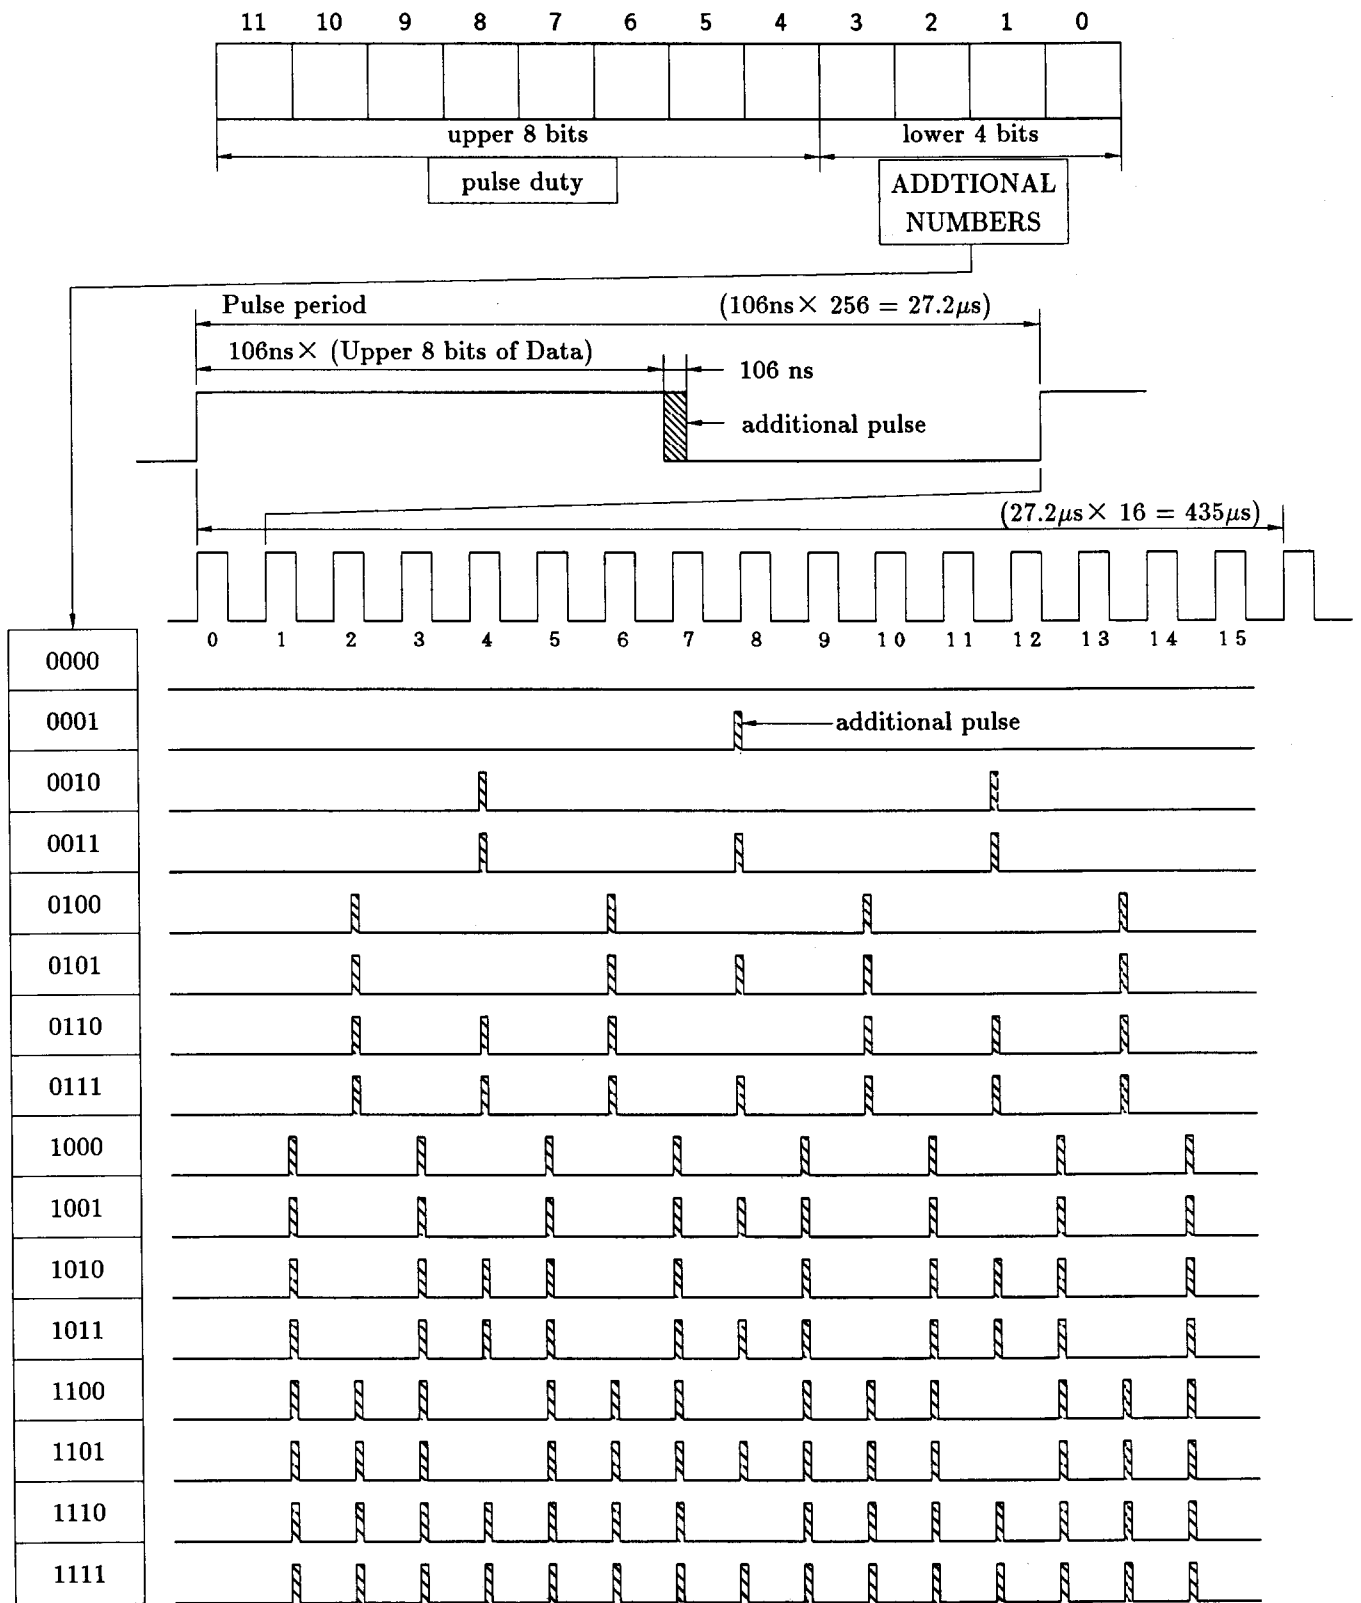 11 10 9 8 7 6 5 4 3 2 1 0
upper 8 bits
lower 4 bits
pulse duty
ADDTIONAL
NUMBERS
Pulse period
(106ns× 256 = 27.2μs)
106ns× (Upper 8 bits of Data)
106 ns
additional pulse
(27.2μs× 16 = 435μs)
0 1 2 3 4 5 6 7 8 9 10 11 12 13 14 15
0000
0001
additional pulse
0010
0011
0100
0101
0110
0111
1000
1001
1010
1011
1100
1101
1110
1111